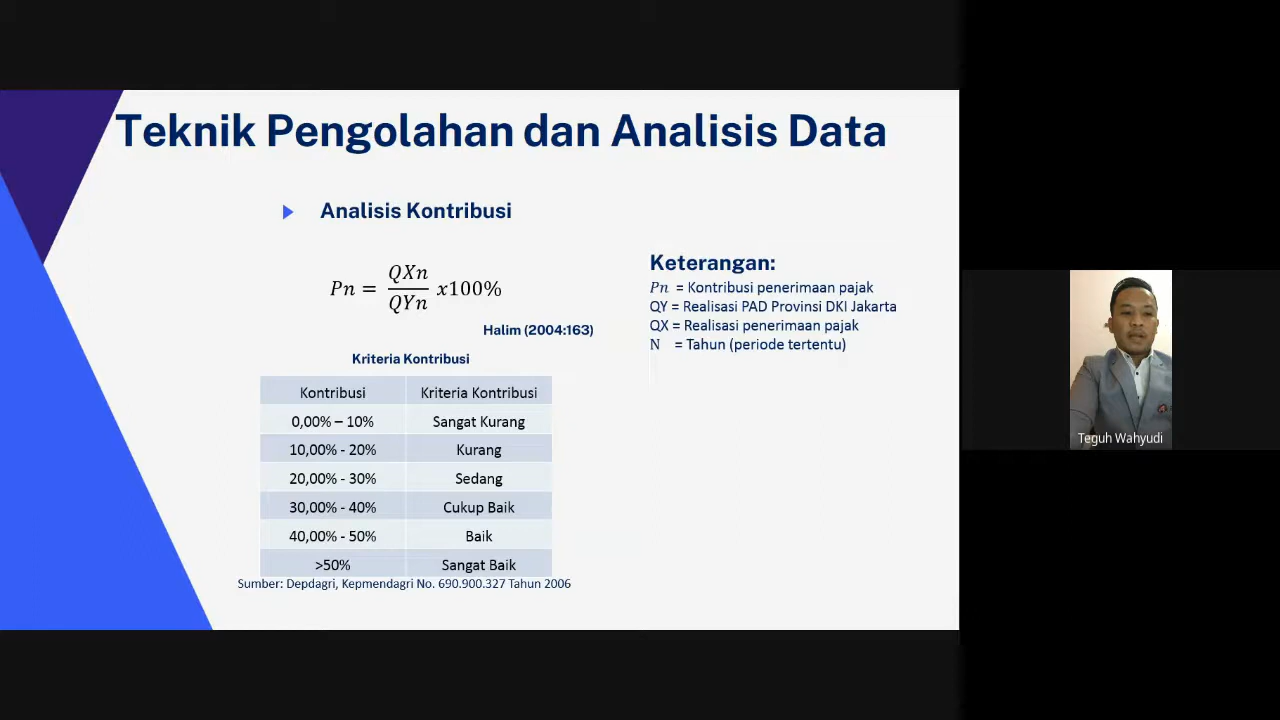 Teknik Pengolahan dan Analisis Data
Analisis Kontribusi
Pn = QXn / QYn x100%
Halim (2004:163)
Kriteria Kontribusi
Kontribusi Kriteria Kontribusi
0,00% – 10% Sangat Kurang
10,00% - 20% Kurang
20,00% - 30% Sedang
30,00% - 40% Cukup Baik
40,00% - 50% Baik
>50% Sangat Baik
Sumber: Depdagri, Kepmendagri No. 690.900.327 Tahun 2006
Keterangan:
Pn = Kontribusi penerimaan pajak
QY = Realisasi PAD Provinsi DKI Jakarta
QX = Realisasi penerimaan pajak
N = Tahun (periode tertentu)
Teguh Wahyudi